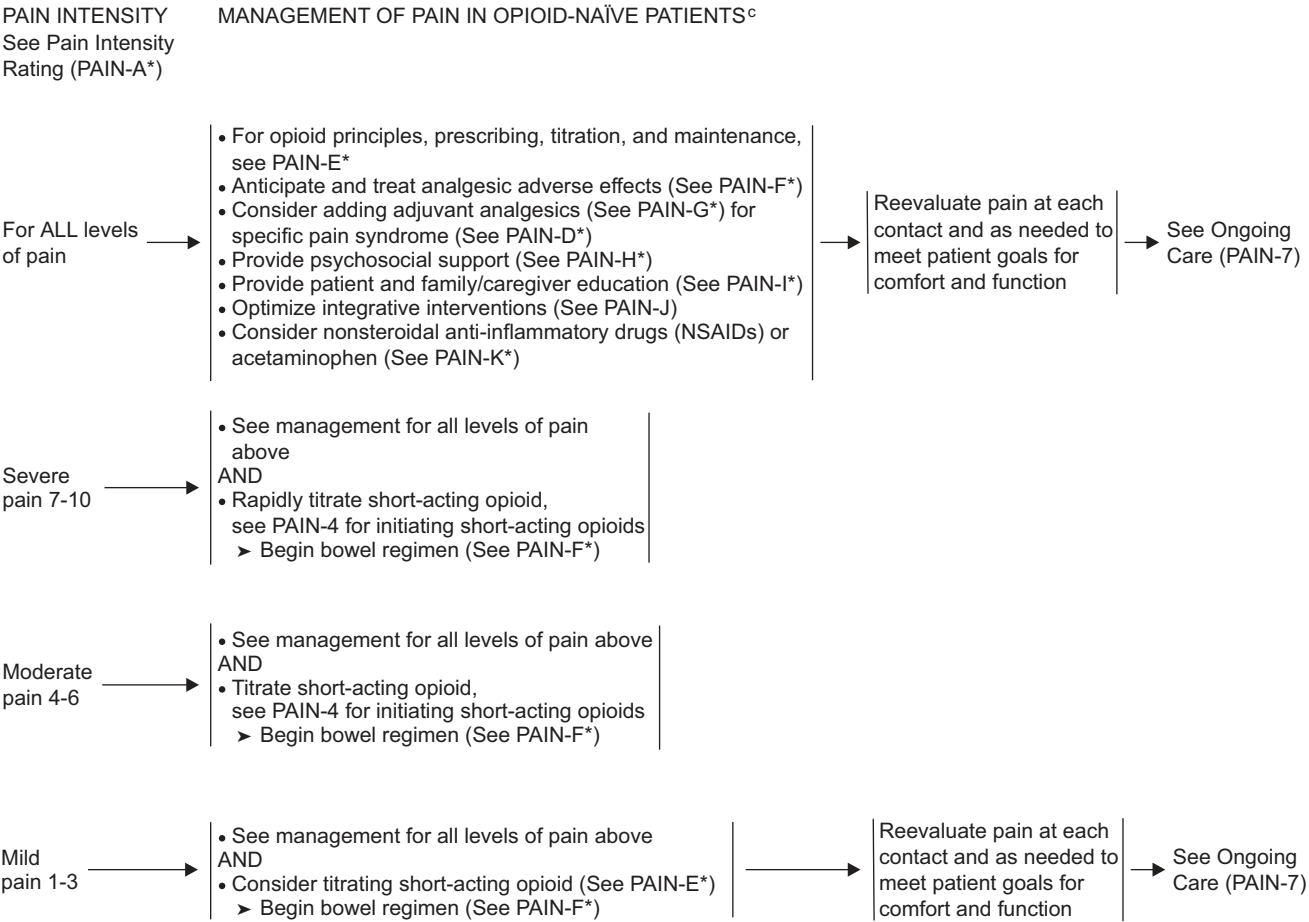 PAIN INTENSITY
See Pain Intensity
Rating (PAIN-A*)
MANAGEMENT OF PAIN IN OPIOID-NAÏVE PATIENTSc
For ALL levels
of pain
• For opioid principles, prescribing, titration, and maintenance,
see PAIN-E*
• Anticipate and treat analgesic adverse effects (See PAIN-F*)
• Consider adding adjuvant analgesics (See PAIN-G*) for
specific pain syndrome (See PAIN-D*)
• Provide psychosocial support (See PAIN-H*)
• Provide patient and family/caregiver education (See PAIN-I*)
• Optimize integrative interventions (See PAIN-J)
• Consider nonsteroidal anti-inflammatory drugs (NSAIDs) or
acetaminophen (See PAIN-K*)
Reevaluate pain at each
contact and as needed to
meet patient goals for
comfort and function
See Ongoing
Care (PAIN-7)
Severe
pain 7-10
• See management for all levels of pain
above
AND
• Rapidly titrate short-acting opioid,
see PAIN-4 for initiating short-acting opioids
➤ Begin bowel regimen (See PAIN-F*)
Moderate
pain 4-6
• See management for all levels of pain above
AND
• Titrate short-acting opioid,
see PAIN-4 for initiating short-acting opioids
➤ Begin bowel regimen (See PAIN-F*)
Mild
pain 1-3
• See management for all levels of pain above
AND
• Consider titrating short-acting opioid (See PAIN-E*)
➤ Begin bowel regimen (See PAIN-F*)
Reevaluate pain at each
contact and as needed to
meet patient goals for
comfort and function
See Ongoing
Care (PAIN-7)